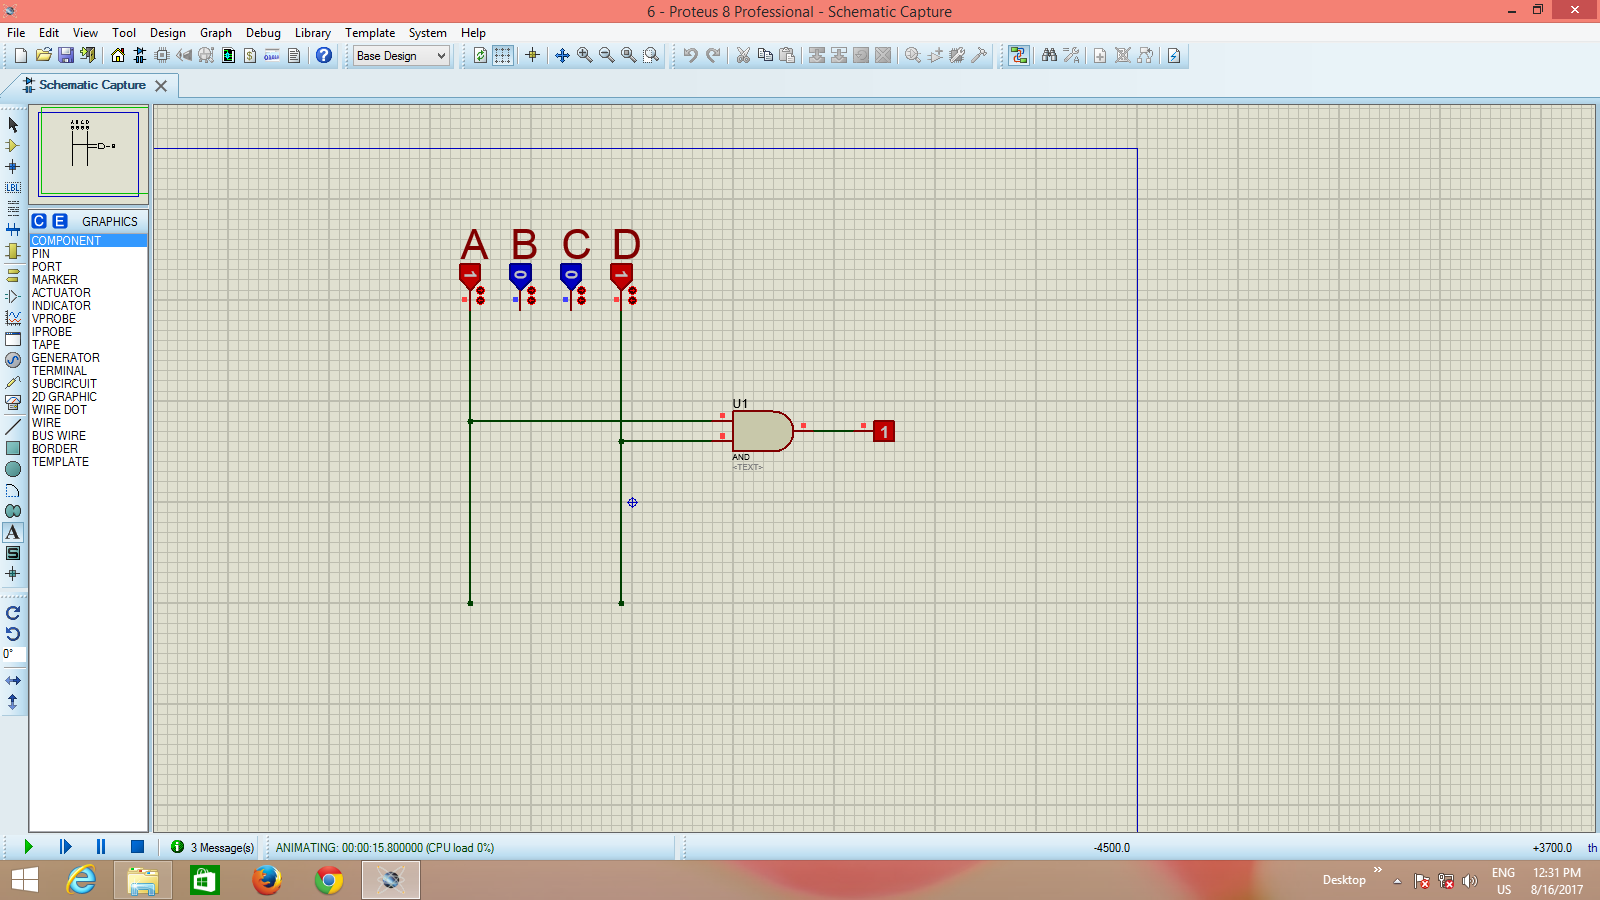 6 - Proteus 8 Professional - Schematic Capture
File Edit View Tool Design Graph Debug Library Template System Help
Base Design
Schematic Capture
LBL
A B C D
C E GRAPHICS
COMPONENT
PIN
PORT
MARKER
ACTUATOR
INDICATOR
VPROBE
IPROBE
TAPE
GENERATOR
TERMINAL
SUBCIRCUIT
2D GRAPHIC
WIRE DOT
WIRE
BUS WIRE
BORDER
TEMPLATE
A
S
0°
A B C D
1 0 0 1
U1
1
AND
<TEXT>
3 Message(s)
ANIMATING: 00:00:15.800000 (CPU load 0%)
-4500.0
+3700.0 th
Desktop
ENG
US
12:31 PM
8/16/2017